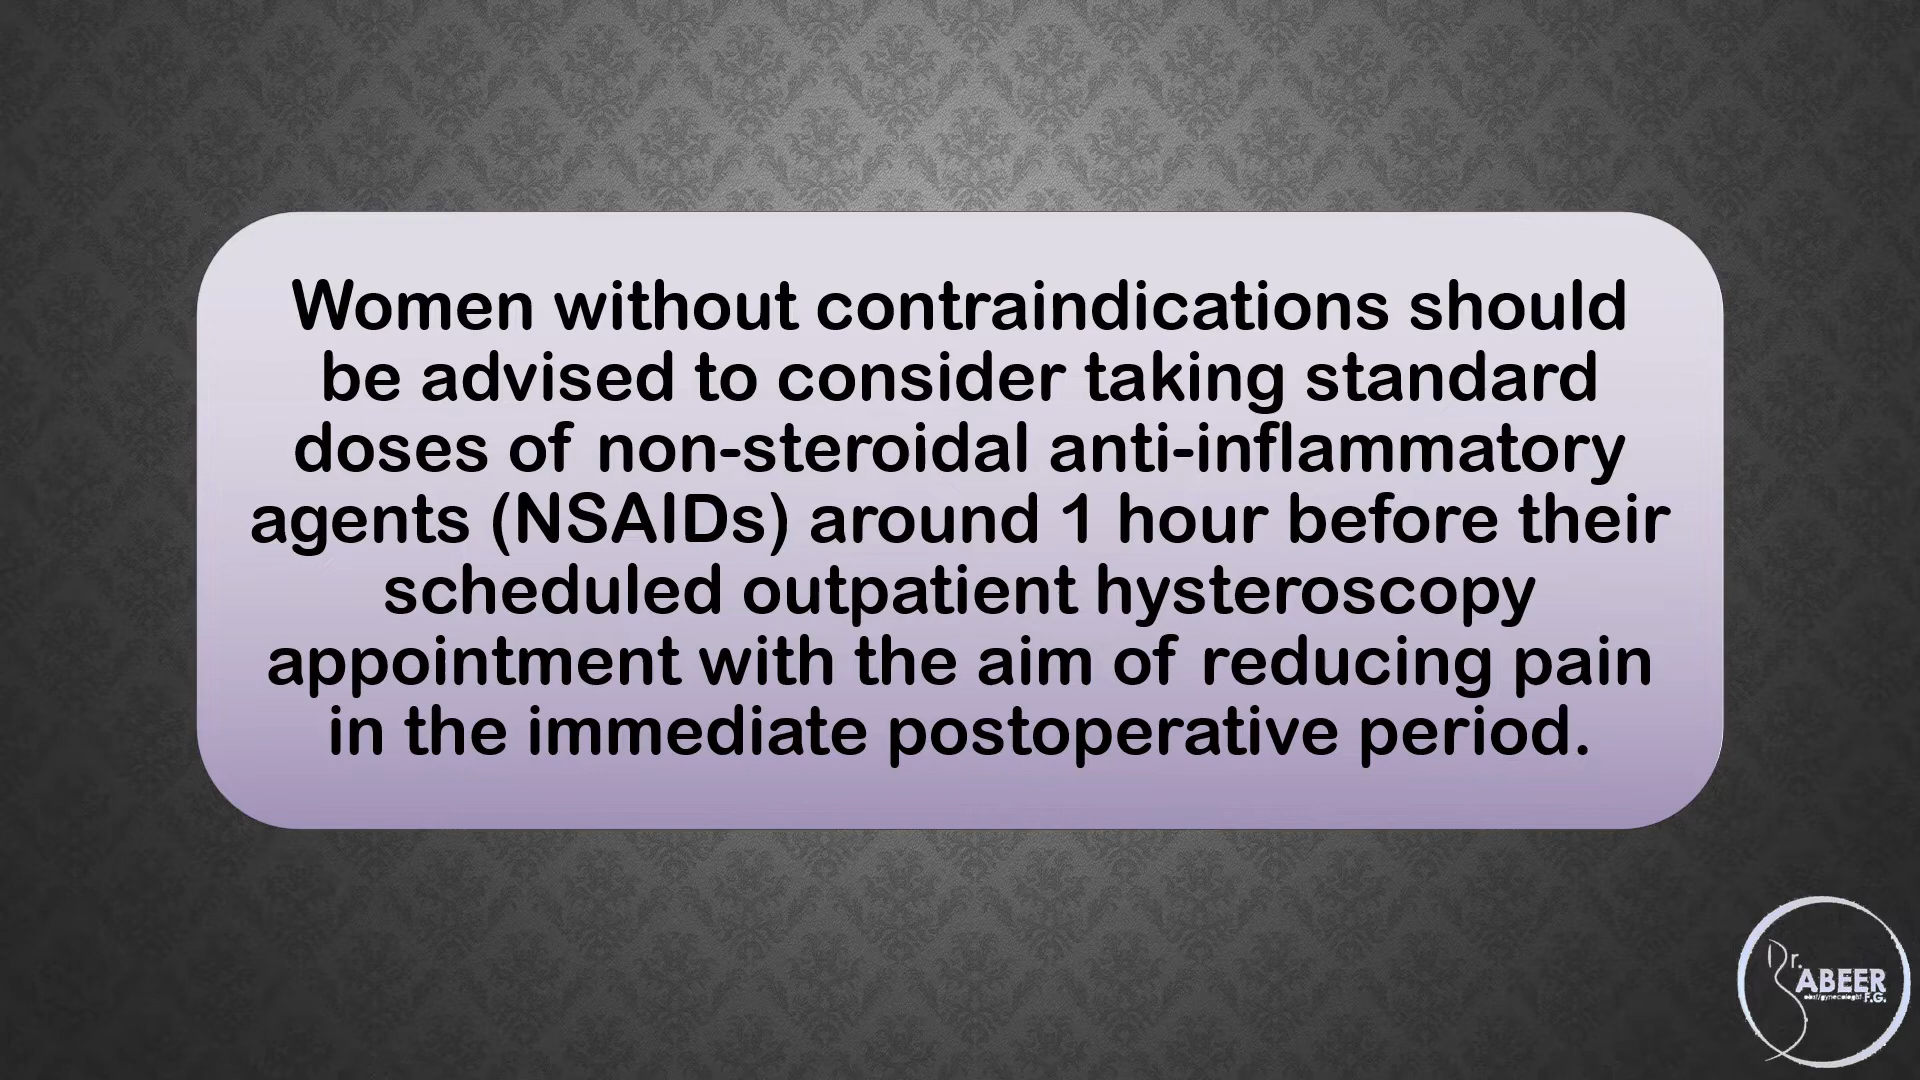 Women without contraindications should
be advised to consider taking standard
doses of non-steroidal anti-inflammatory
agents (NSAIDs) around 1 hour before their
scheduled outpatient hysteroscopy
appointment with the aim of reducing pain
in the immediate postoperative period.
Dr.
ABEER
obst/gynecologist F.G.